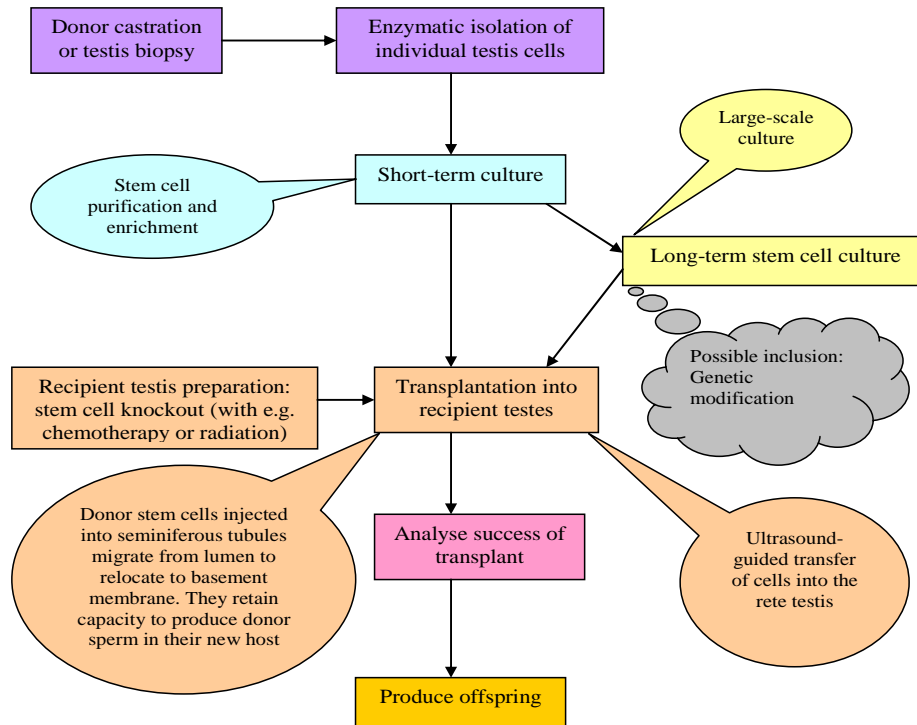 Donor castration
or testis biopsy
Enzymatic isolation of
individual testis cells
Large-scale
culture
Short-term culture
Stem cell
purification and
enrichment
Long-term stem cell culture
Possible inclusion:
Genetic
modification
Recipient testis preparation:
stem cell knockout (with e.g.
chemotherapy or radiation)
Transplantation into
recipient testes
Donor stem cells injected
into seminiferous tubules
migrate from lumen to
relocate to basement
membrane. They retain
capacity to produce donor
sperm in their new host
Analyse success of
transplant
Ultrasound-
guided transfer
of cells into the
rete testis
Produce offspring